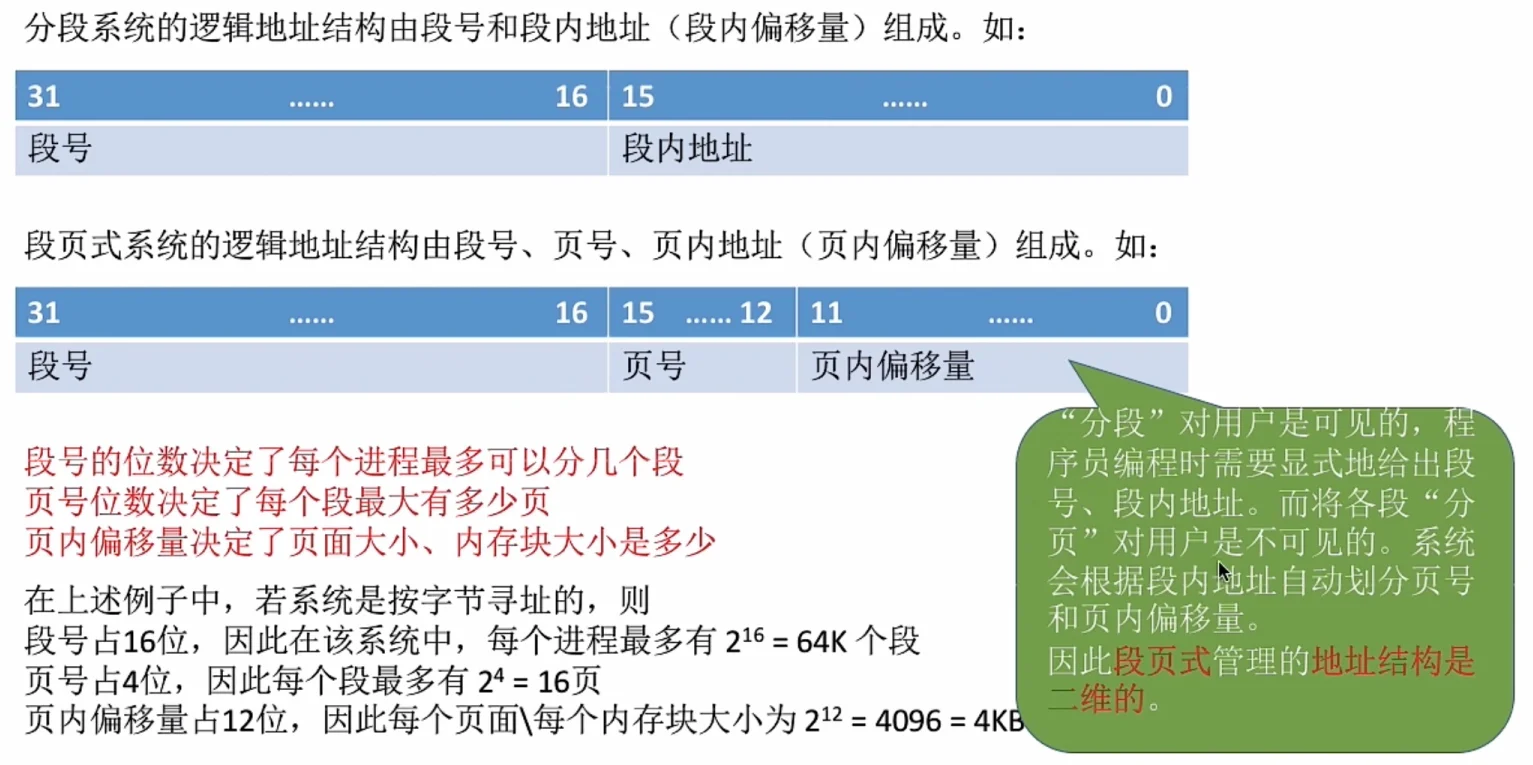 分段系统的逻辑地址结构由段号和段内地址（段内偏移量）组成。如：
31 …… 16 15 …… 0
段号 段内地址
段页式系统的逻辑地址结构由段号、页号、页内地址（页内偏移量）组成。如：
31 …… 16 15 …… 12 11 …… 0
段号 页号 页内偏移量
段号的位数决定了每个进程最多可以分几个段
页号位数决定了每个段最大有多少页
页内偏移量决定了页面大小、内存块大小是多少
在上述例子中，若系统是按字节寻址的，则
段号占16位，因此在该系统中，每个进程最多有 2¹⁶ = 64K 个段
页号占4位，因此每个段最多有 2⁴ = 16页
页内偏移量占12位，因此每个页面\每个内存块大小为 2¹² = 4096 = 4KB
“分段”对用户是可见的，程
序员编程时需要显式地给出段
号、段内地址。而将各段“分
页”对用户是不可见的。系统
会根据段内地址自动划分页号
和页内偏移量。
因此段页式管理的地址结构是
二维的。